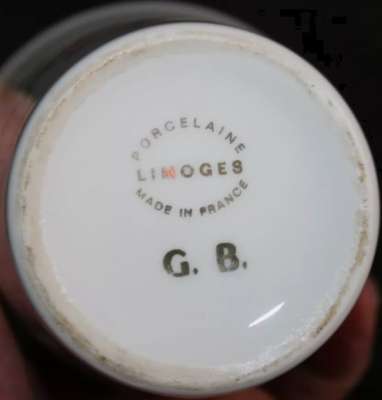 PORCELAINE
LIMOGES
MADE IN FRANCE
G. B.